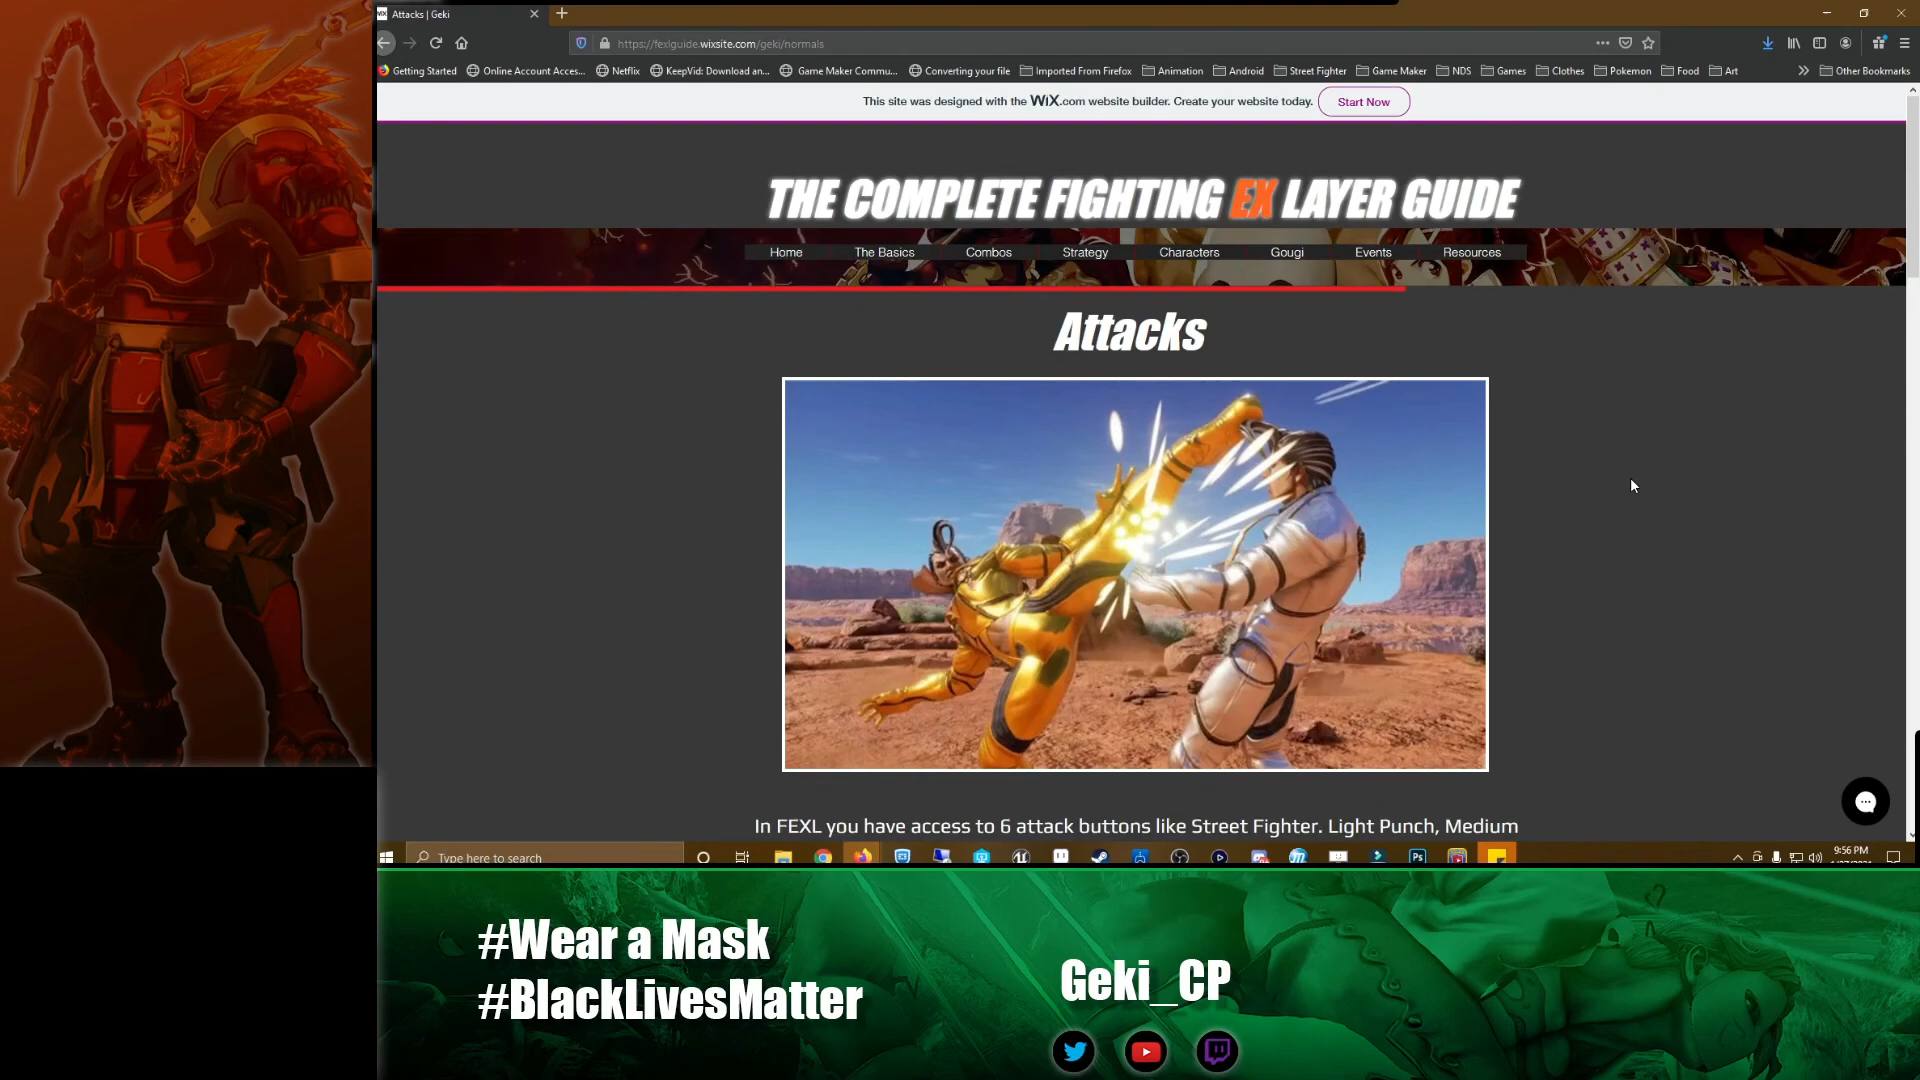 Attacks | Geki
https://fexlguide.wixsite.com/geki/normals
Getting Started
Online Account Acces...
Netflix
KeepVid: Download an...
Game Maker Commu...
Converting your file
Imported From Firefox
Animation
Android
Street Fighter
Game Maker
NDS
Games
Clothes
Pokemon
Food
Art
Other Bookmarks
This site was designed with the WiX.com website builder. Create your website today.
Start Now
THE COMPLETE FIGHTING EX LAYER GUIDE
Home
The Basics
Combos
Strategy
Characters
Gougi
Events
Resources
Attacks
In FEXL you have access to 6 attack buttons like Street Fighter. Light Punch, Medium
Type here to search
Ps
9:56 PM
#Wear a Mask
#BlackLivesMatter
Geki_CP